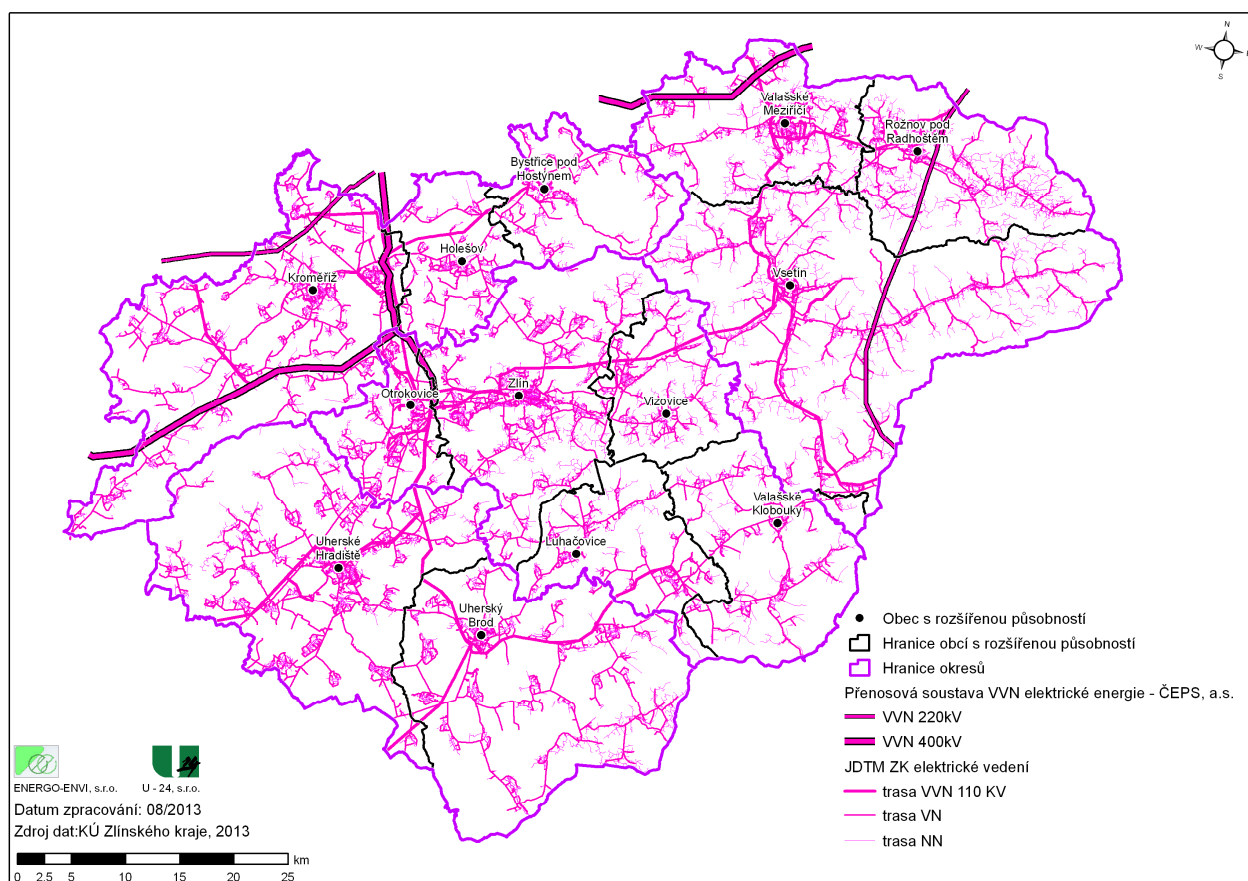 N
W
E
S
Valašské
Meziříčí
Rožnov pod
Radhoštěm
Bystřice pod
Hostýnem
Holešov
Kroměříž
Vsetín
Otrokovice
Zlín
Vizovice
Valašské
Klobouky
Uherské
Hradiště
Luhačovice
Uherský
Brod
Obec s rozšířenou působností
Hranice obcí s rozšířenou působností
Hranice okresů
Přenosová soustava VVN elektrické energie - ČEPS, a.s.
VVN 220kV
VVN 400kV
JDTM ZK elektrické vedení
trasa VVN 110 KV
trasa VN
trasa NN
ENERGO-ENVI, s.r.o. U - 24, s.r.o.
Datum zpracování: 08/2013
Zdroj dat:KÚ Zlínského kraje, 2013
km
0 2.5 5 10 15 20 25